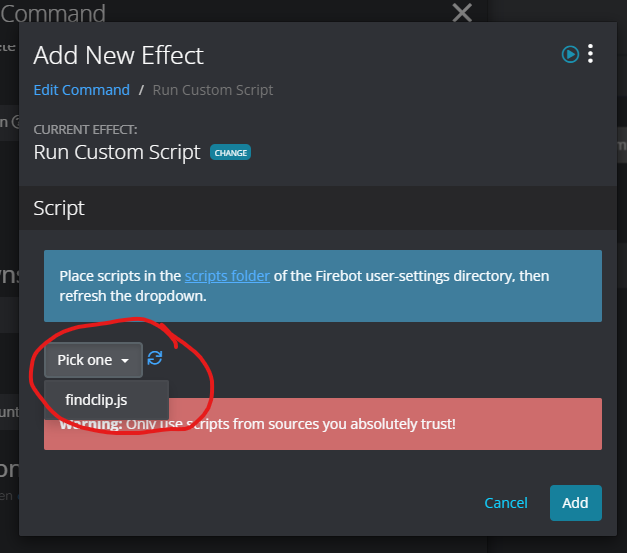 Command
Add New Effect
Edit Command / Run Custom Script
CURRENT EFFECT:
Run Custom Script CHANGE
Script
Place scripts in the scripts folder of the Firebot user-settings directory, then
refresh the dropdown.
Pick one
findclip.js
Warning: Only use scripts from sources you absolutely trust!
Cancel Add